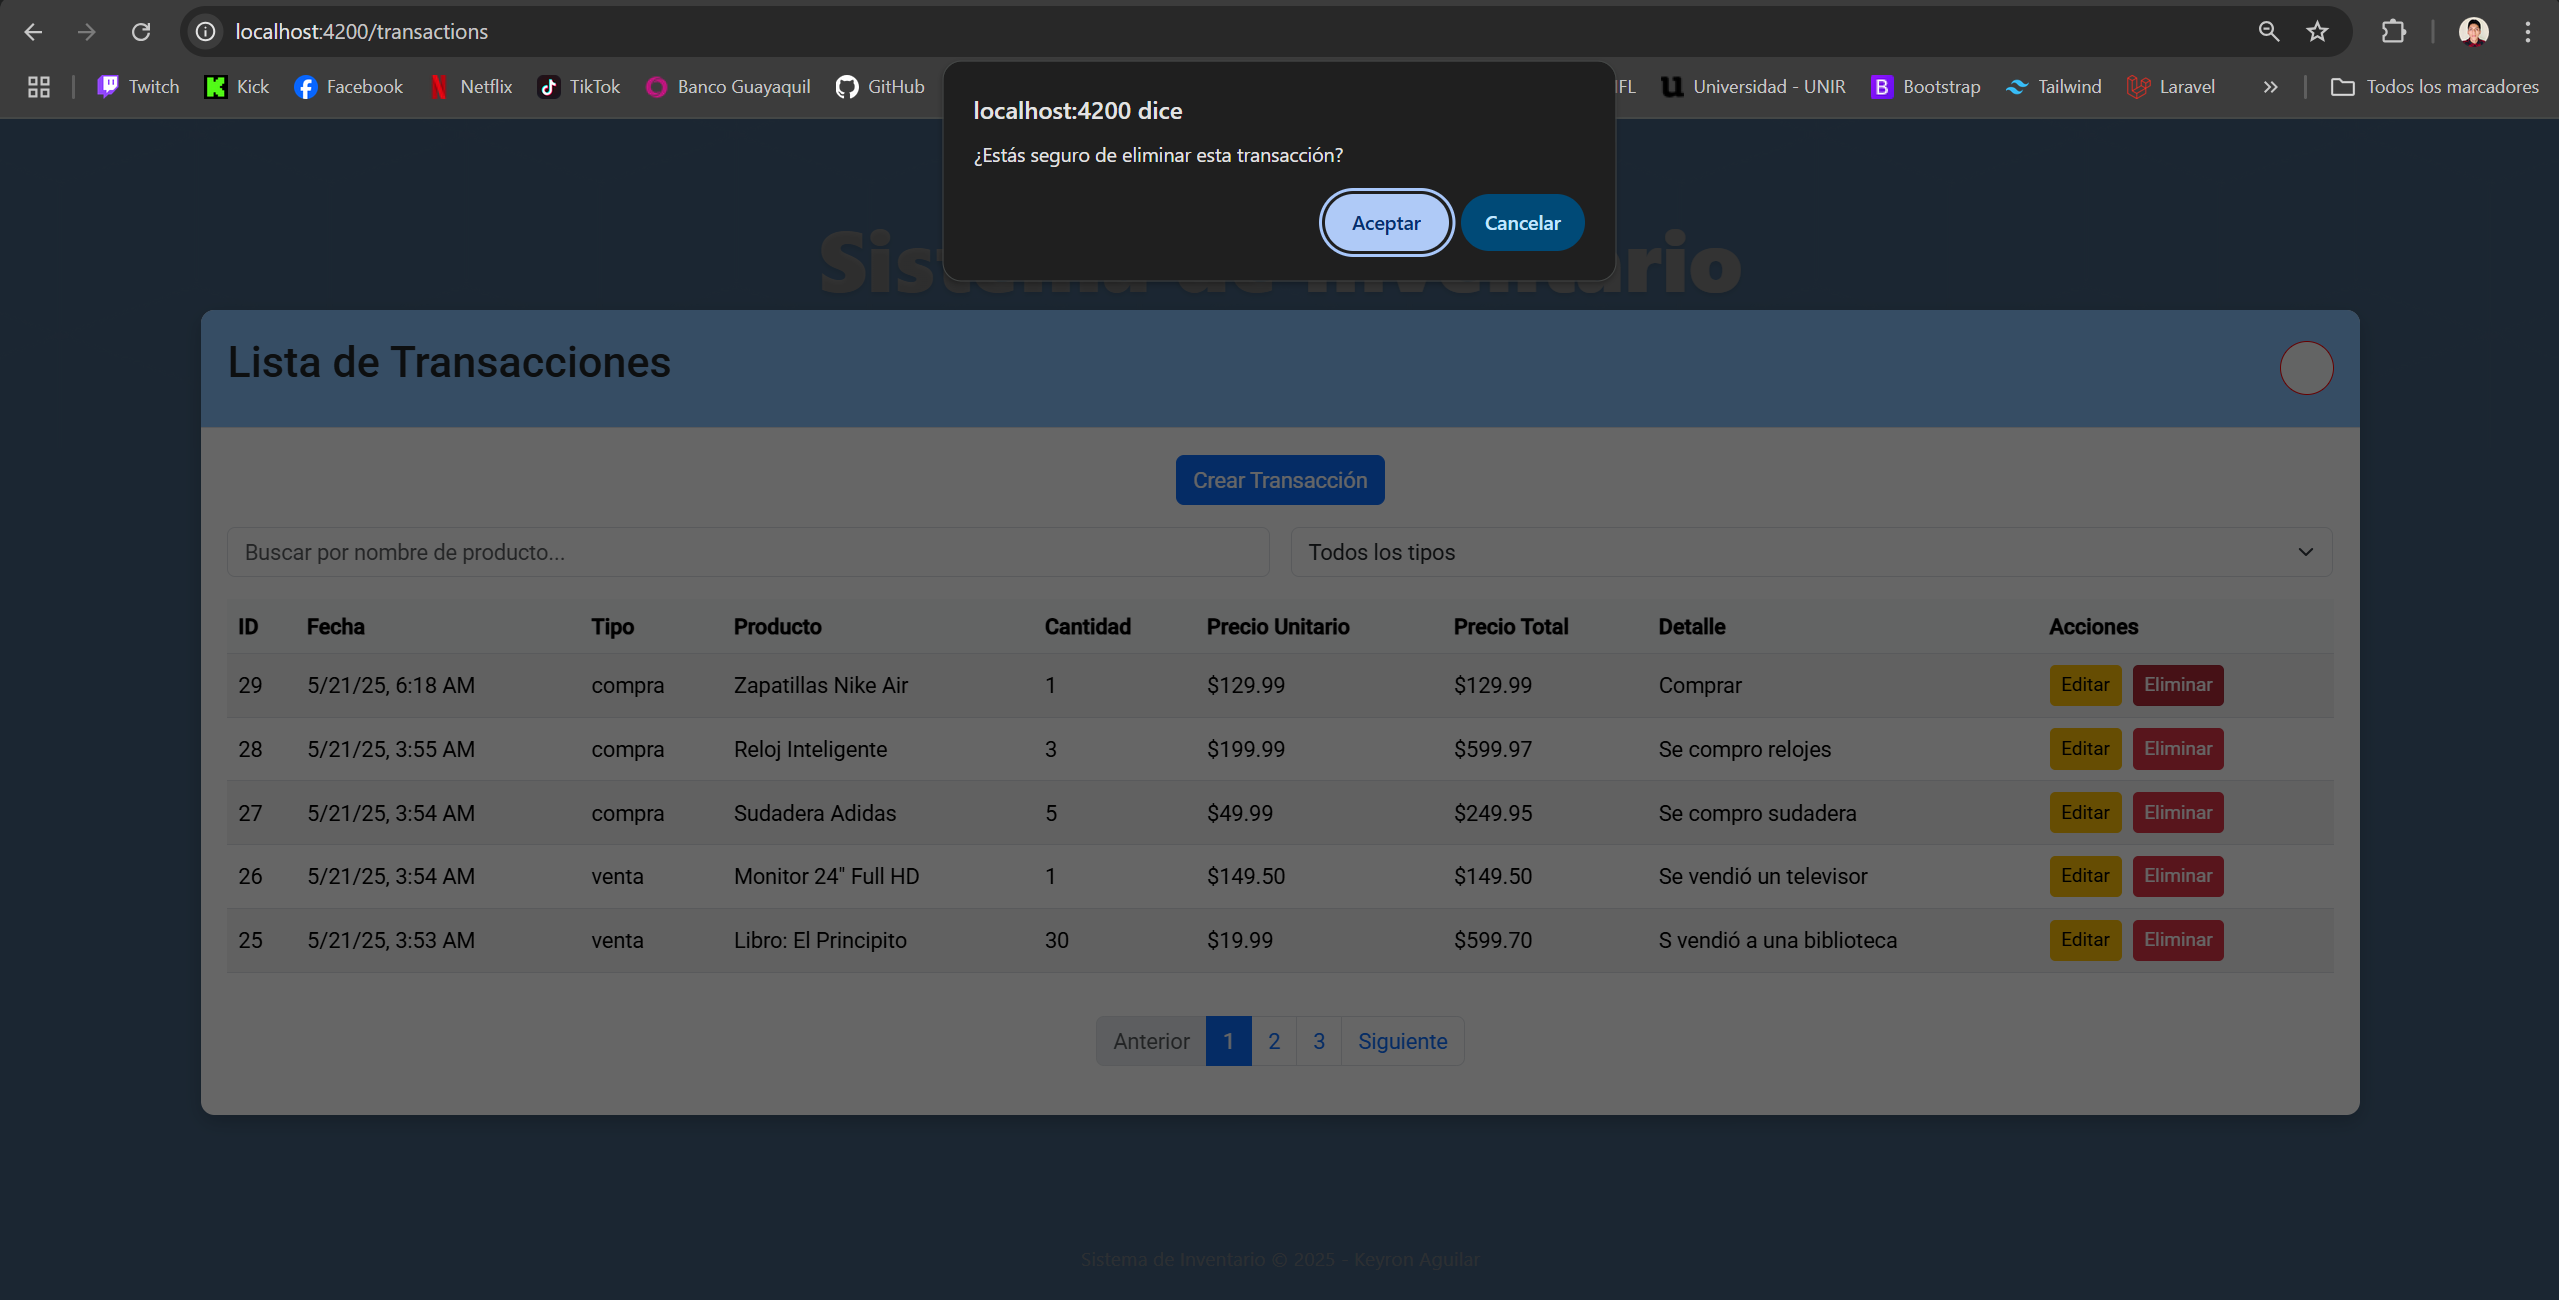 localhost:4200/transactions
Twitch Kick Facebook Netflix TikTok Banco Guayaquil GitHub IFL Universidad - UNIR Bootstrap Tailwind Laravel » Todos los marcadores
localhost:4200 dice
¿Estás seguro de eliminar esta transacción?
Aceptar Cancelar
Sistema de Inventario
Lista de Transacciones
Crear Transacción
Buscar por nombre de producto... Todos los tipos
ID Fecha Tipo Producto Cantidad Precio Unitario Precio Total Detalle Acciones
29 5/21/25, 6:18 AM compra Zapatillas Nike Air 1 $129.99 $129.99 Comprar Editar Eliminar
28 5/21/25, 3:55 AM compra Reloj Inteligente 3 $199.99 $599.97 Se compro relojes Editar Eliminar
27 5/21/25, 3:54 AM compra Sudadera Adidas 5 $49.99 $249.95 Se compro sudadera Editar Eliminar
26 5/21/25, 3:54 AM venta Monitor 24" Full HD 1 $149.50 $149.50 Se vendió un televisor Editar Eliminar
25 5/21/25, 3:53 AM venta Libro: El Principito 30 $19.99 $599.70 S vendió a una biblioteca Editar Eliminar
Anterior 1 2 3 Siguiente
Sistema de Inventario © 2025 - Keyron Aguilar